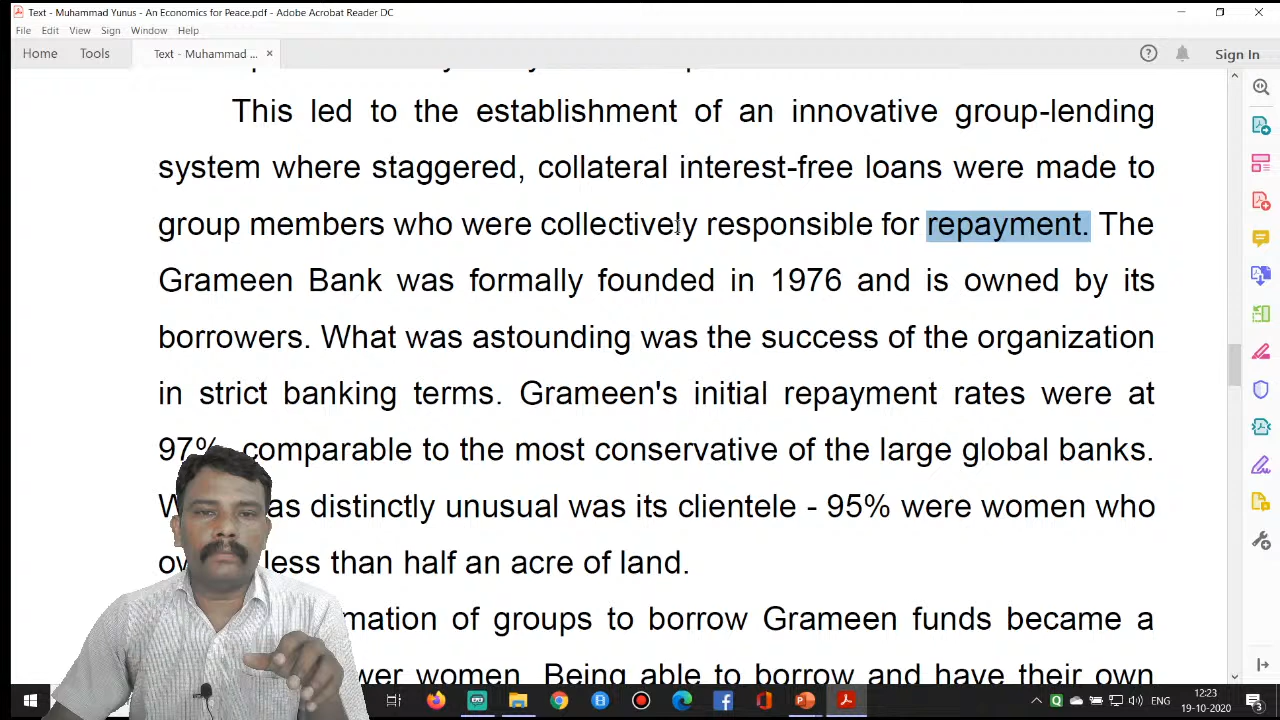 Text - Muhammad Yunus - An Economics for Peace.pdf - Adobe Acrobat Reader DC
File Edit View Sign Window Help
Home Tools Text - Muhammad ... × Sign In
This led to the establishment of an innovative group-lending
system where staggered, collateral interest-free loans were made to
group members who were collectively responsible for repayment. The
Grameen Bank was formally founded in 1976 and is owned by its
borrowers. What was astounding was the success of the organization
in strict banking terms. Grameen's initial repayment rates were at
97% comparable to the most conservative of the large global banks.
as distinctly unusual was its clientele - 95% were women who
less than half an acre of land.
mation of groups to borrow Grameen funds became a
wer women. Being able to borrow and have their own
ENG
12:23
19-10-2020
3